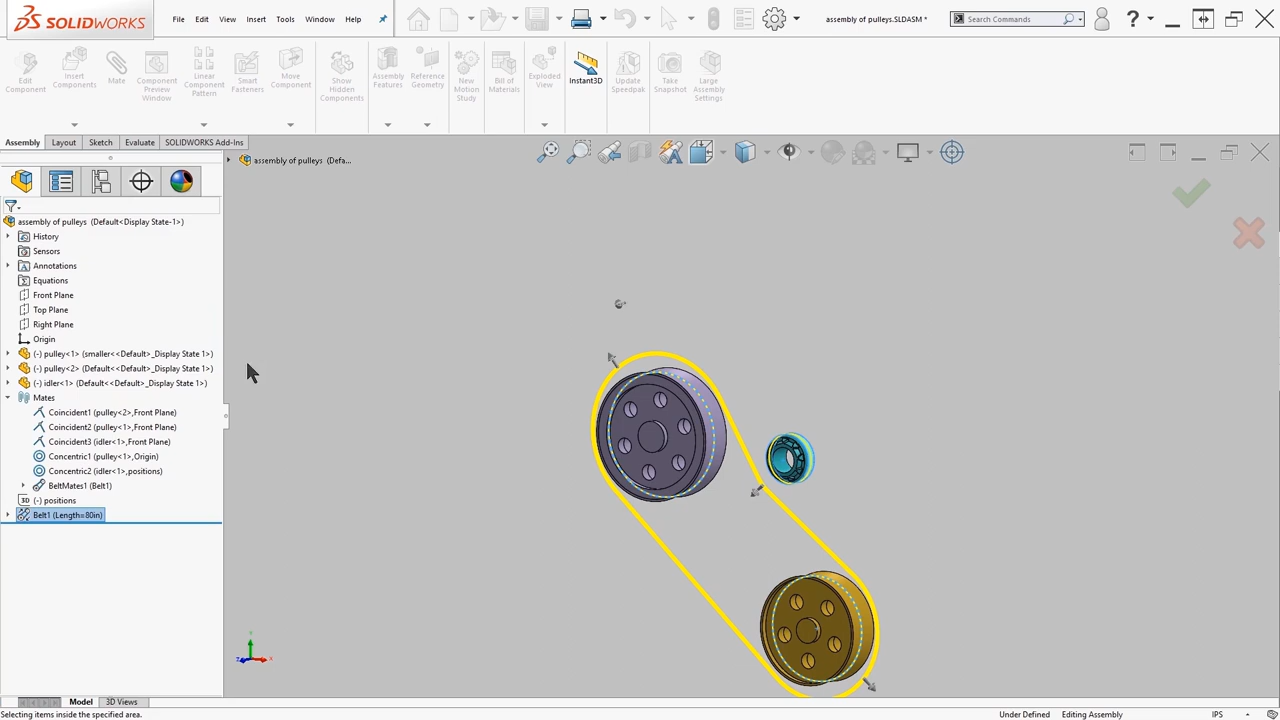 SOLIDWORKS
File
Edit
View
Insert
Tools
Window
Help
assembly of pulleys.SLDASM *
Search Commands
?
Edit Component
Insert Components
Mate
Component Preview Window
Linear Component Pattern
Smart Fasteners
Move Component
Show Hidden Components
Assembly Features
Reference Geometry
New Motion Study
Bill of Materials
Exploded View
Instant3D
Update Speedpak
Take Snapshot
Large Assembly Settings
Assembly
Layout
Sketch
Evaluate
SOLIDWORKS Add-Ins
assembly of pulleys (Defa...
assembly of pulleys (Default<Display State-1>)
History
Sensors
Annotations
Equations
Front Plane
Top Plane
Right Plane
Origin
(-) pulley<1> (smaller<<Default>_Display State 1>)
(-) pulley<2> (Default<<Default>_Display State 1>)
(-) idler<1> (Default<<Default>_Display State 1>)
Mates
Coincident1 (pulley<2>,Front Plane)
Coincident2 (pulley<1>,Front Plane)
Coincident3 (idler<1>,Front Plane)
Concentric1 (pulley<1>,Origin)
Concentric2 (idler<1>,positions)
BeltMates1 (Belt1)
3D (-) positions
Belt1 (Length=80in)
Model
3D Views
Selecting items inside the specified area.
Under Defined
Editing Assembly
IPS